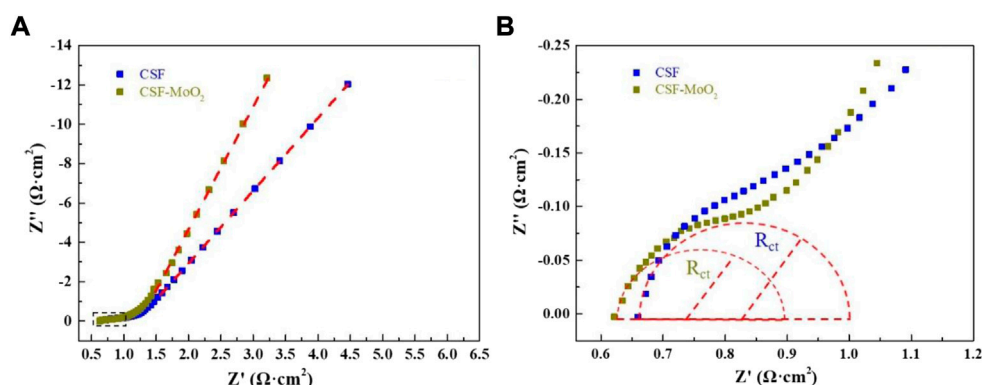 A
-14
-12
-10
-8
-6
-4
-2
0
Z'' (Ω·cm²)
CSF
CSF-MoO₂
0.5 1.0 1.5 2.0 2.5 3.0 3.5 4.0 4.5 5.0 5.5 6.0 6.5
Z' (Ω·cm²)
B
-0.25
-0.20
-0.15
-0.10
-0.05
0.00
Z'' (Ω·cm²)
CSF
CSF-MoO₂
Rct
Rct
0.6 0.7 0.8 0.9 1.0 1.1 1.2
Z' (Ω·cm²)